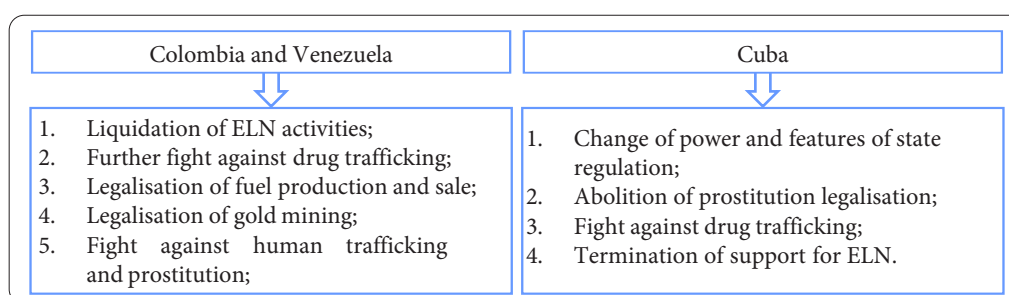 Colombia and Venezuela
1. Liquidation of ELN activities;
2. Further fight against drug trafficking;
3. Legalisation of fuel production and sale;
4. Legalisation of gold mining;
5. Fight against human trafficking
and prostitution;
Cuba
1. Change of power and features of state
regulation;
2. Abolition of prostitution legalisation;
3. Fight against drug trafficking;
4. Termination of support for ELN.